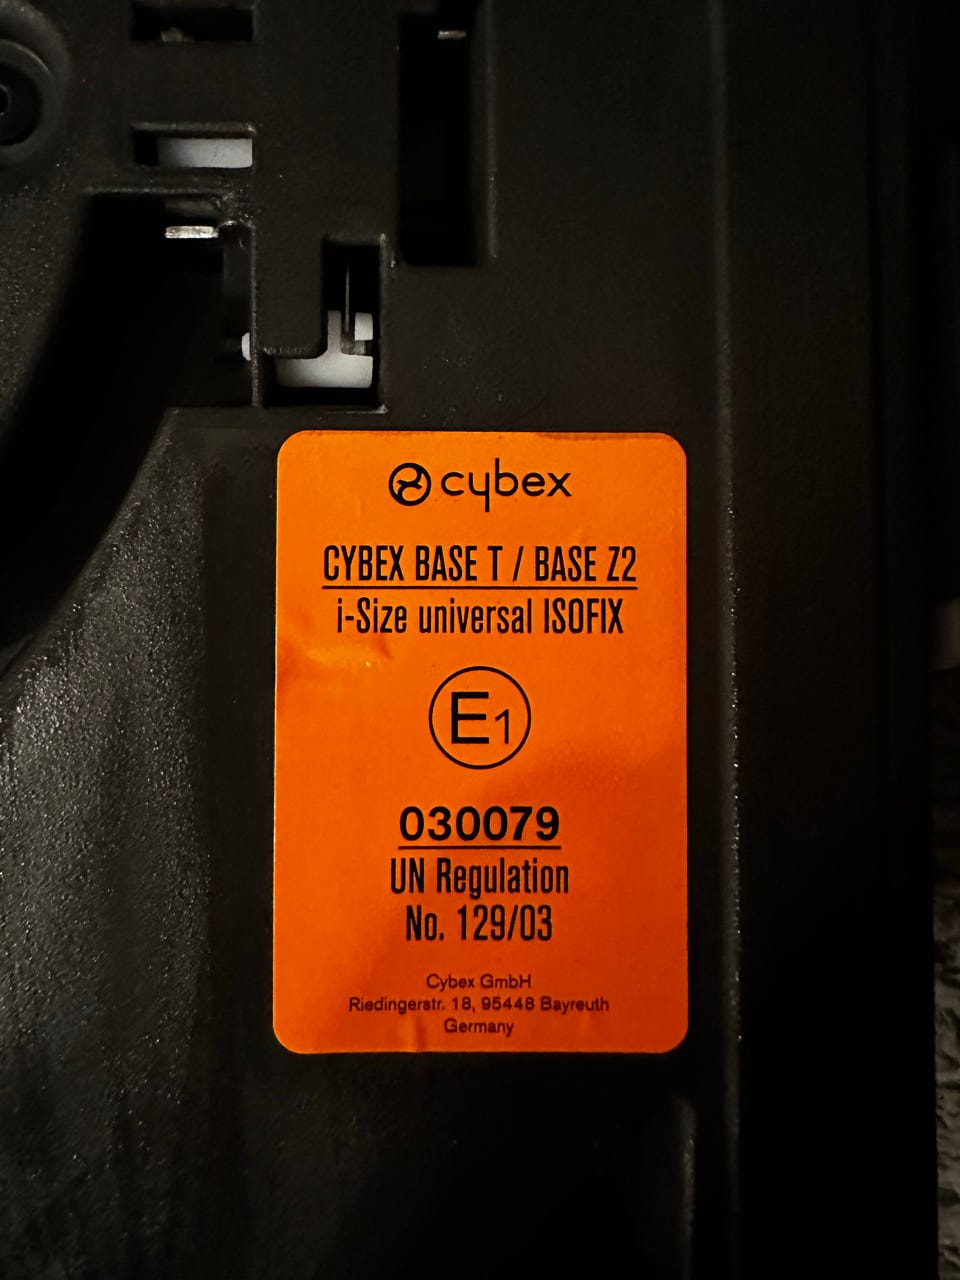 cybex
CYBEX BASE T / BASE Z2
i-Size universal ISOFIX
E1
030079
UN Regulation
No. 129/03
Cybex GmbH
Riedingerstr. 18, 95448 Bayreuth
Germany